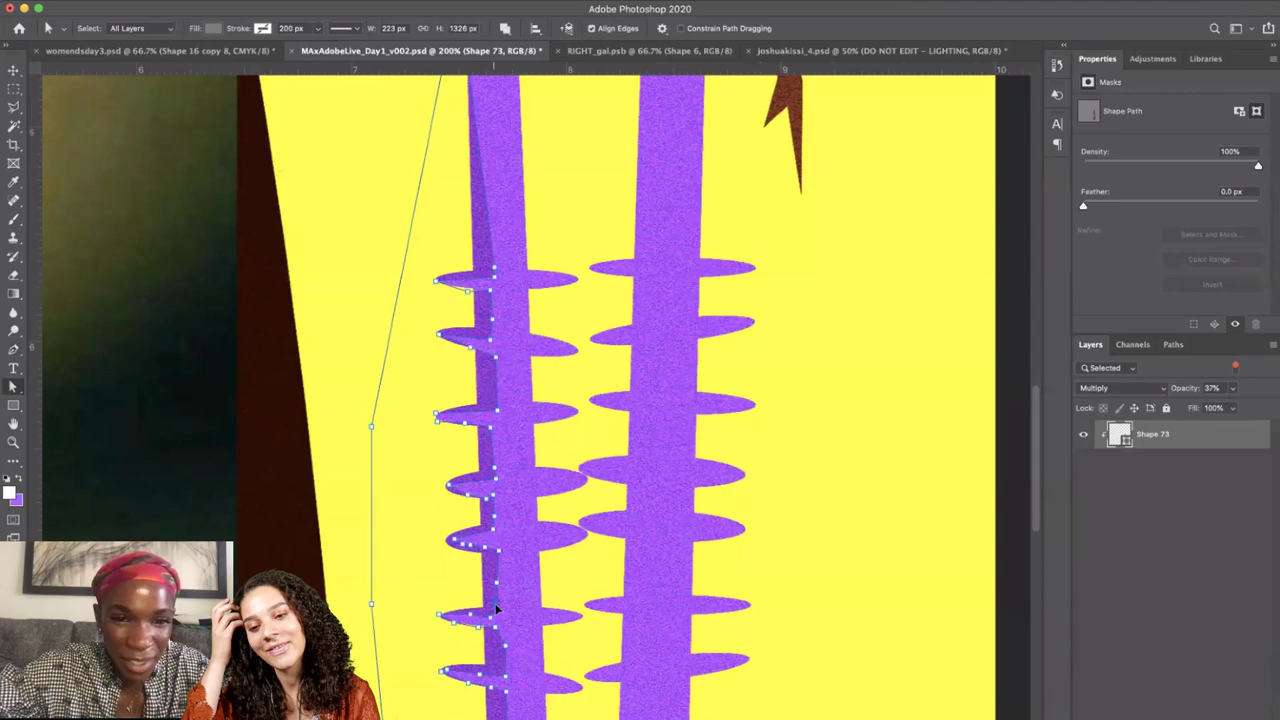 Adobe Photoshop 2020
Select: All Layers Fill: Stroke: 200 px W: 223 px H: 1326 px Align Edges Constrain Path Dragging
womendsday3.psd @ 66.7% (Shape 16 copy 8, CMYK/8) * MAxAdobeLive_Day1_v002.psd @ 200% (Shape 73, RGB/8) * RIGHT_gal.psb @ 66.7% (Shape 6, RGB/8) joshuakissi_4.psd @ 50% (DO NOT EDIT - LIGHTING, RGB/8) *
6 7 8 9 10
5
6
Properties Adjustments Libraries
Masks
Shape Path
Density: 100%
Feather: 0.0 px
Refine: Select and Mask...
Color Range...
Invert
Layers Channels Paths
Selected
Multiply Opacity: 37%
Lock: Fill: 100%
Shape 73